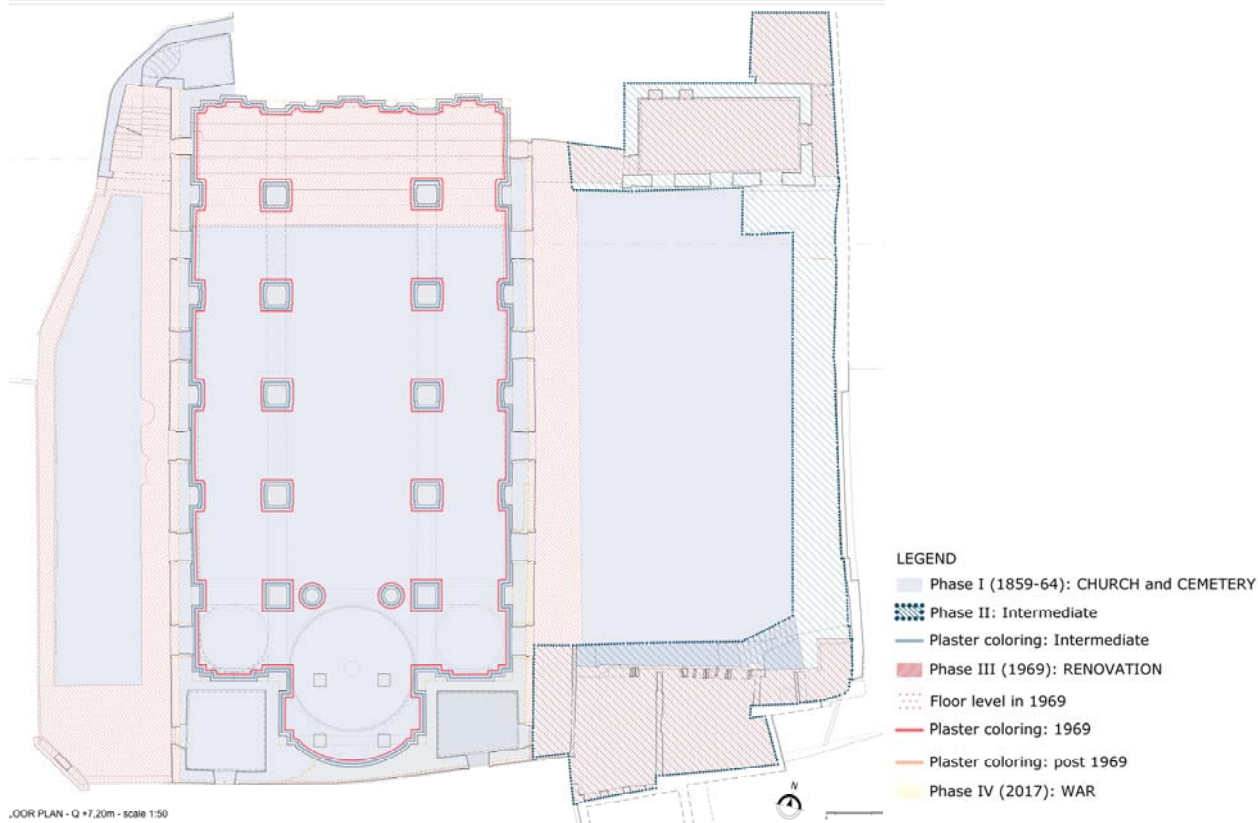 N
LEGEND
Phase I (1859-64): CHURCH and CEMETERY
Phase II: Intermediate
Plaster coloring: Intermediate
Phase III (1969): RENOVATION
Floor level in 1969
Plaster coloring: 1969
Plaster coloring: post 1969
Phase IV (2017): WAR
.OOR PLAN - Q +7,20m - scale 1:50